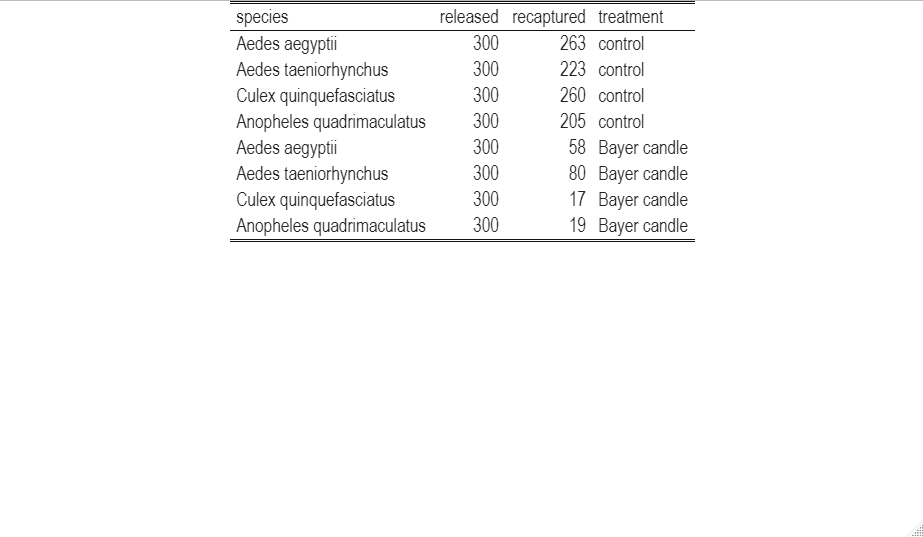 species released recaptured treatment
Aedes aegyptii 300 263 control
Aedes taeniorhynchus 300 223 control
Culex quinquefasciatus 300 260 control
Anopheles quadrimaculatus 300 205 control
Aedes aegyptii 300 58 Bayer candle
Aedes taeniorhynchus 300 80 Bayer candle
Culex quinquefasciatus 300 17 Bayer candle
Anopheles quadrimaculatus 300 19 Bayer candle